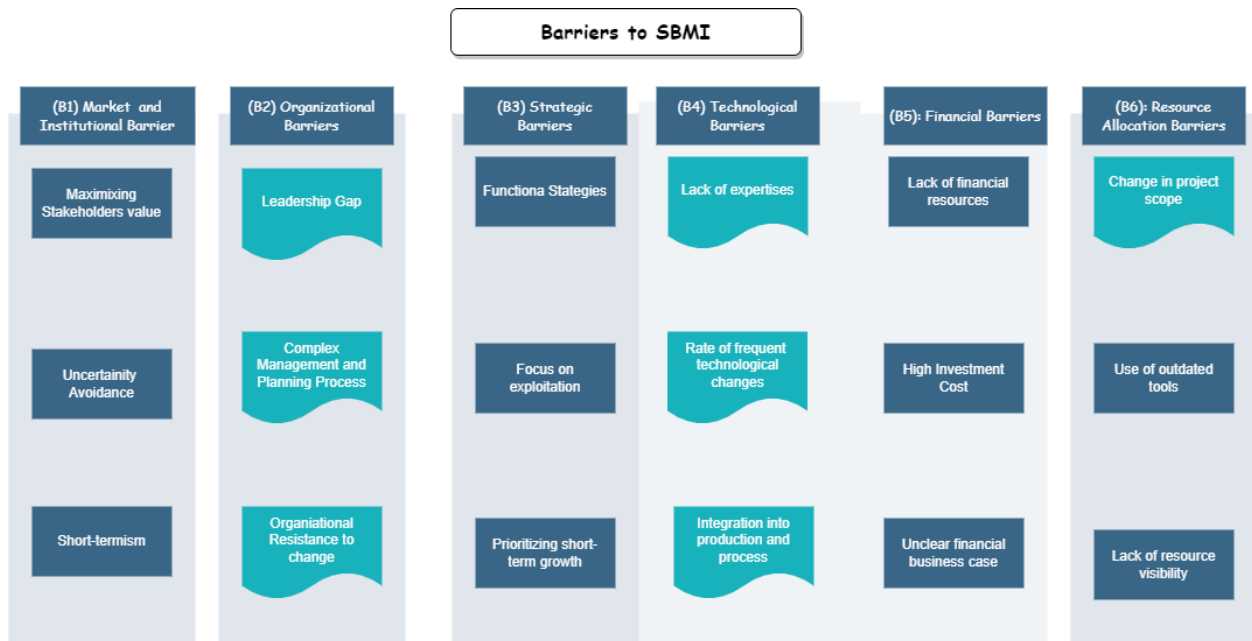 Barriers to SBMI
(B1) Market and
Institutional Barrier
Maximixing
Stakeholders value
Uncertainity
Avoidance
Short-termism
(B2) Organizational
Barriers
Leadership Gap
Complex
Management and
Planning Process
Organiational
Resistance to
change
(B3) Strategic
Barriers
Functiona Stategies
Focus on
exploitation
Prioritizing short-
term growth
(B4) Technological
Barriers
Lack of expertises
Rate of frequent
technological
changes
Integration into
production and
process
(B5): Financial Barriers
Lack of financial
resources
High Investment
Cost
Unclear financial
business case
(B6): Resource
Allocation Barriers
Change in project
scope
Use of outdated
tools
Lack of resource
visibility